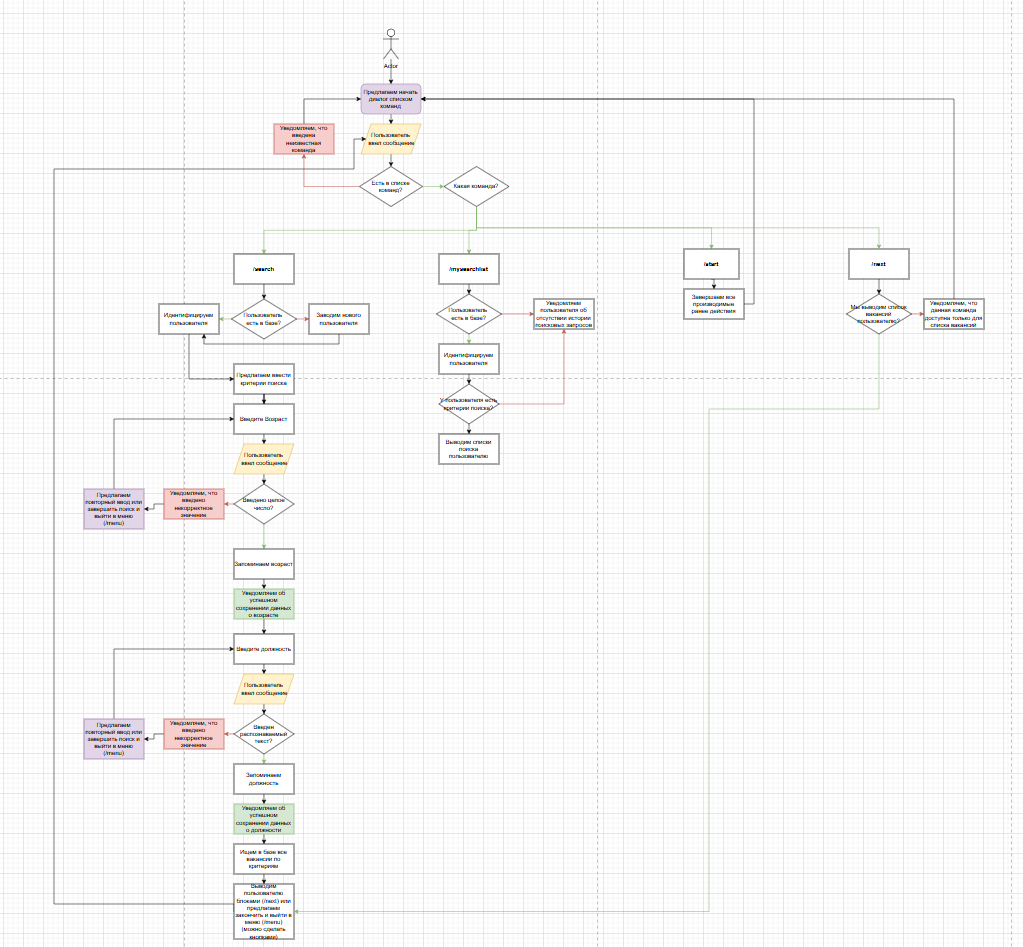 Actor
Предлагаем начать
диалог списком
команд
Уведомляем, что
введена
неизвестная
команда
Пользователь
ввел сообщение
Есть в списке
команд?
Какая команда?
/search
/mysearchlist
/start
/next
Идентифицируем
пользователя
Пользователь
есть в базе?
Заводим нового
пользователя
Пользователь
есть в базе?
Уведомляем
пользователя об
отсутствии истории
поисковых запросов
Завершаем все
производимые
ранее действия
Мы выводим список
вакансий
пользователю?
Уведомляем, что
данная команда
доступна только для
списка вакансий
Идентифицируем
пользователя
Предлагаем ввести
критерии поиска
У пользователя есть
критерии поиска?
Введите Возраст
Выводим списки
поиска
пользователю
Пользователь
ввел сообщение
Предлагаем
повторный ввод или
завершить поиск и
выйти в меню
(/menu)
Уведомляем, что
введено
некорректное
значение
Введено целое
число?
Запоминаем возраст
Уведомляем об
успешном
сохранении данных
о возрасте
Введите должность
Пользователь
ввел сообщение
Предлагаем
повторный ввод или
завершить поиск и
выйти в меню
(/menu)
Уведомляем, что
введено
некорректное
значение
Введен
распознаваемый
текст?
Запоминаем
должность
Уведомляем об
успешном
сохранении данных
о должности
Ищем в базе все
вакансии по
критериям
Выводим
пользователю
блоками (/next) или
предлагаем
закончить и выйти в
меню (/menu)
(можно сделать
кнопками)